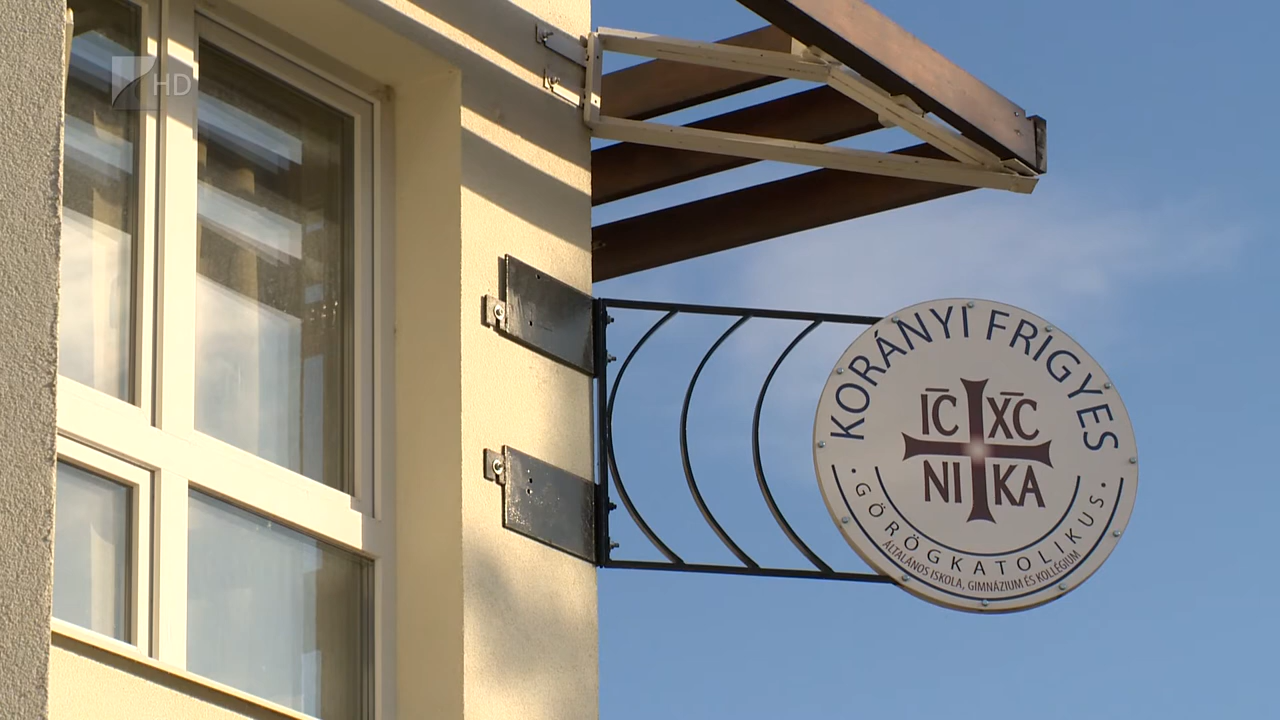 HD
KORÁNYI FRIGYES
IC XC
NI KA
· GÖRÖGKATOLIKUS ·
ÁLTALÁNOS ISKOLA, GIMNÁZIUM ÉS KOLLÉGIUM